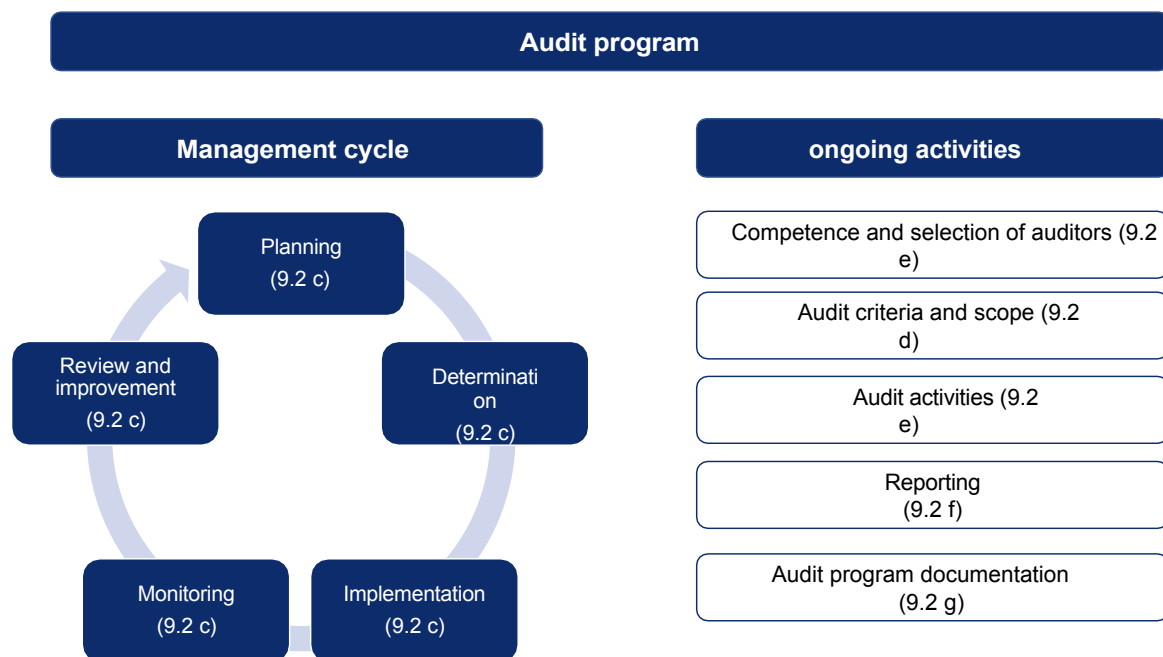 Audit program
Management cycle
Planning
(9.2 c)
Determinati
on
(9.2 c)
Implementation
(9.2 c)
Monitoring
(9.2 c)
Review and
improvement
(9.2 c)
ongoing activities
Competence and selection of auditors (9.2
e)
Audit criteria and scope (9.2
d)
Audit activities (9.2
e)
Reporting
(9.2 f)
Audit program documentation
(9.2 g)